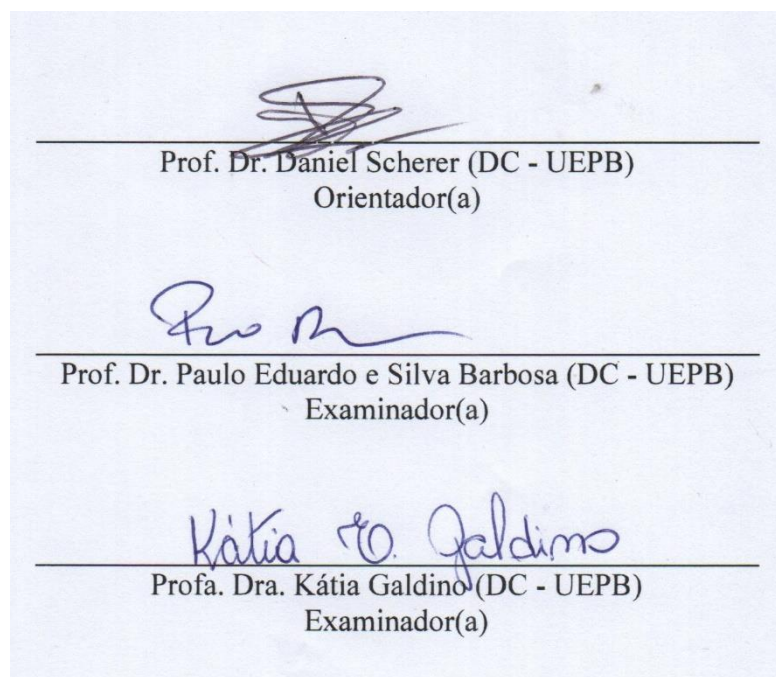 Prof. Dr. Daniel Scherer (DC - UEPB)
Orientador(a)
Prof. Dr. Paulo Eduardo e Silva Barbosa (DC - UEPB)
Examinador(a)
Kátia E. Galdino
Profa. Dra. Kátia Galdino (DC - UEPB)
Examinador(a)